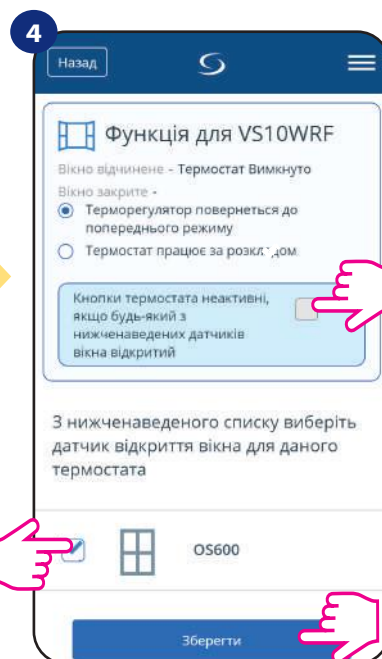 4
Назад
Функція для VS10WRF
Вікно відчинене - Термостат Вимкнуто
Вікно закрите -
Терморегулятор повернеться до
попереднього режиму
Термостат працює за
Кнопки термостата неактивні,
якщо будь-який з
нижченаведених датчиків
вікна відкритий
З нижченаведеного списку виберіть
датчик відкриття вікна для даного
термостата
OS600
Зберегти